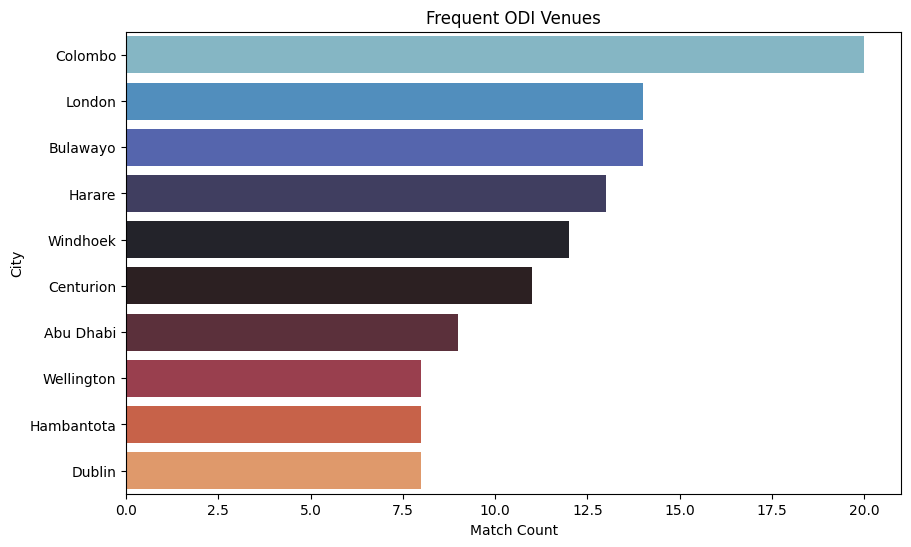 Frequent ODI Venues
City
Colombo
London
Bulawayo
Harare
Windhoek
Centurion
Abu Dhabi
Wellington
Hambantota
Dublin
0.0 2.5 5.0 7.5 10.0 12.5 15.0 17.5 20.0
Match Count